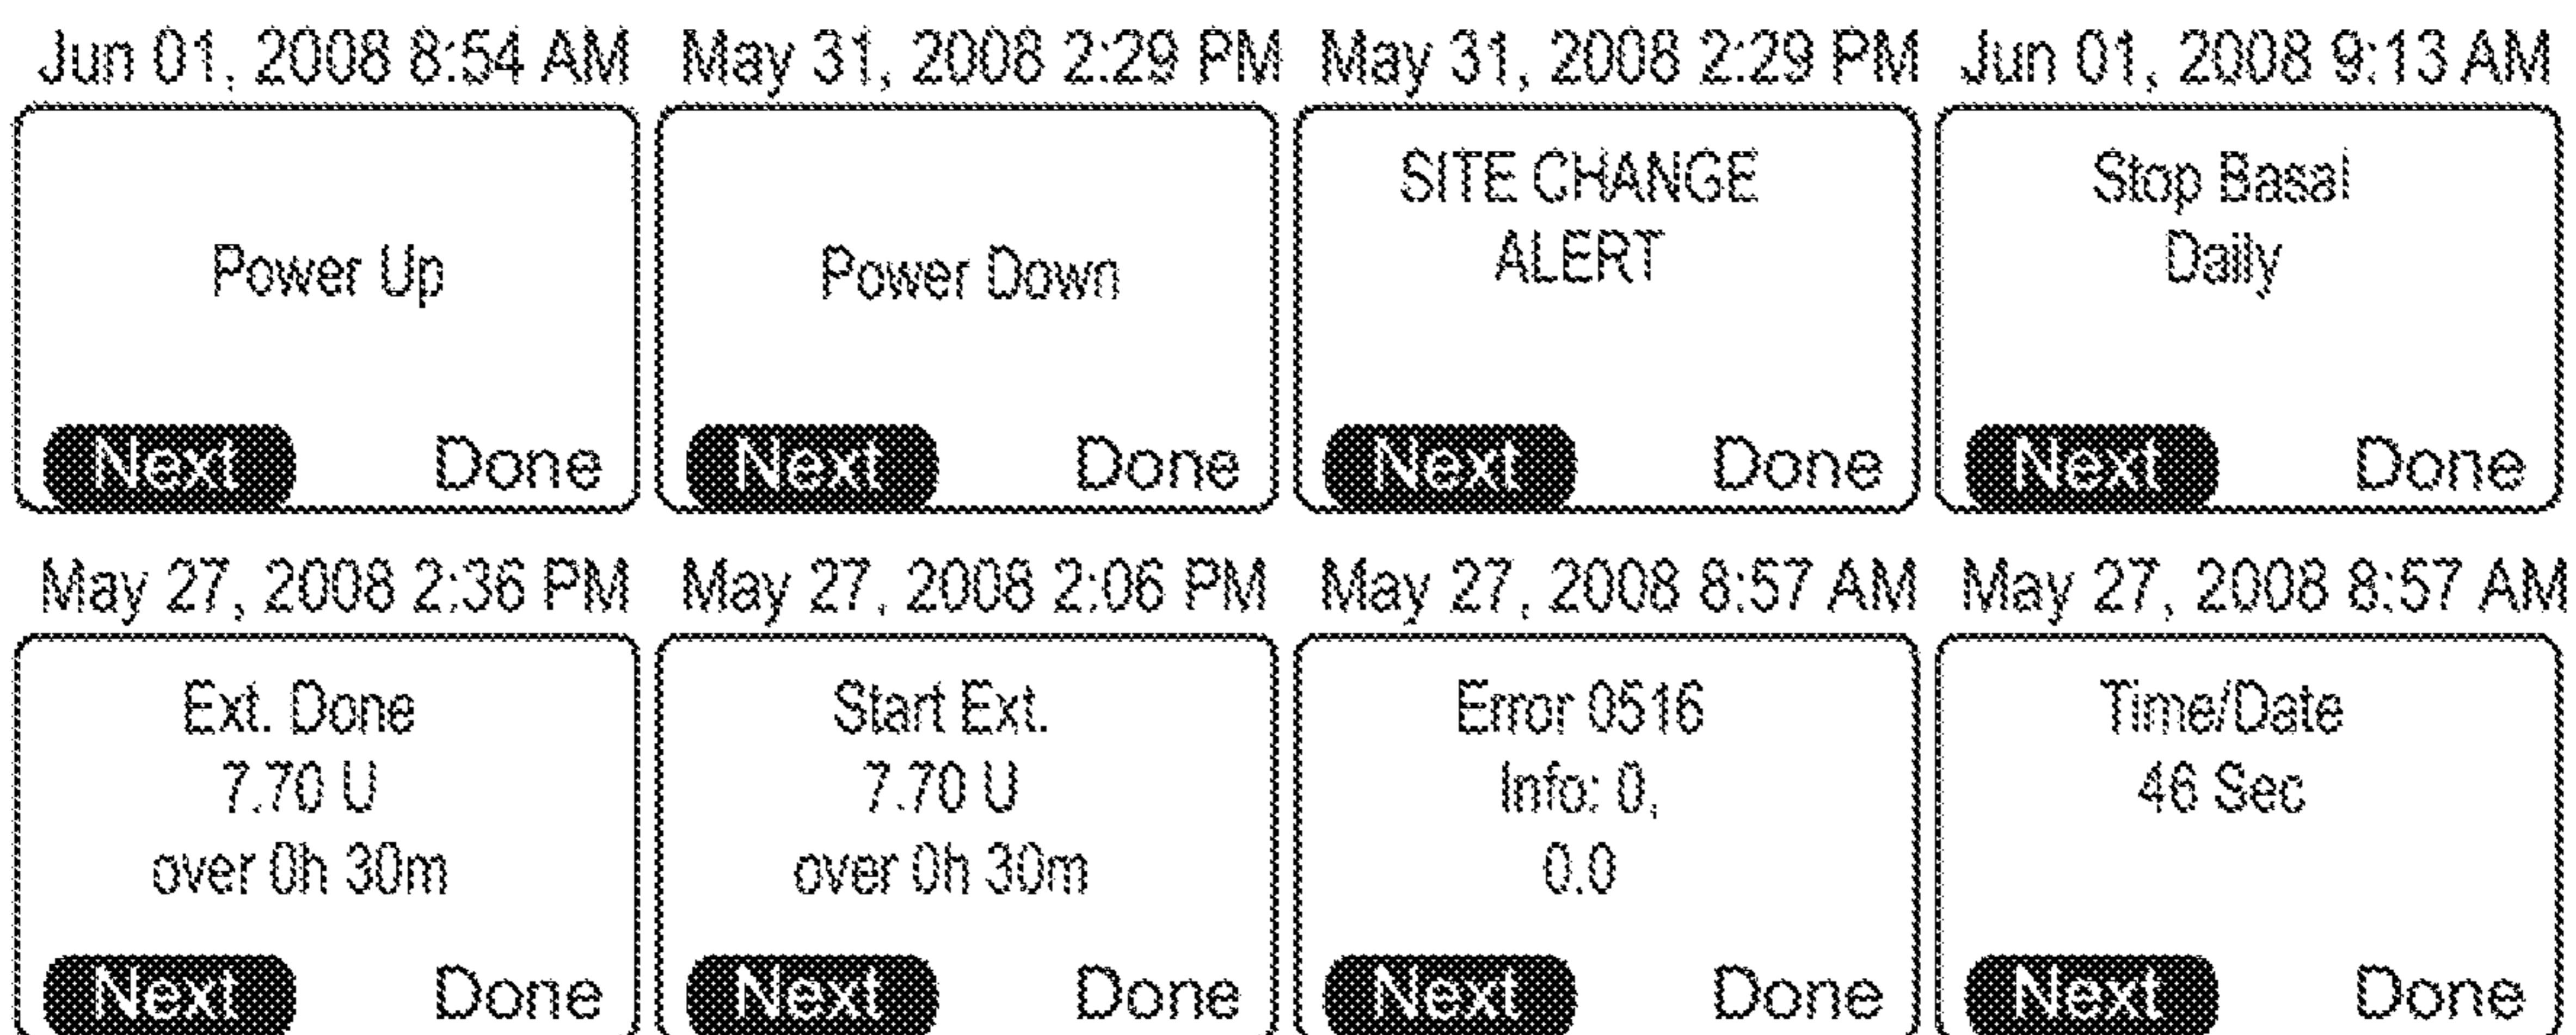 Jun 01, 2008 8:54 AM
Power Up
Next Done
May 31, 2008 2:29 PM
Power Down
Next Done
May 31, 2008 2:29 PM
SITE CHANGE
ALERT
Next Done
Jun 01, 2008 9:13 AM
Stop Basal
Daily
Next Done
May 27, 2008 2:36 PM
Ext. Done
7.70 U
over 0h 30m
Next Done
May 27, 2008 2:06 PM
Start Ext.
7.70 U
over 0h 30m
Next Done
May 27, 2008 8:57 AM
Error 0516
Info: 0,
0.0
Next Done
May 27, 2008 8:57 AM
Time/Date
46 Sec
Next Done